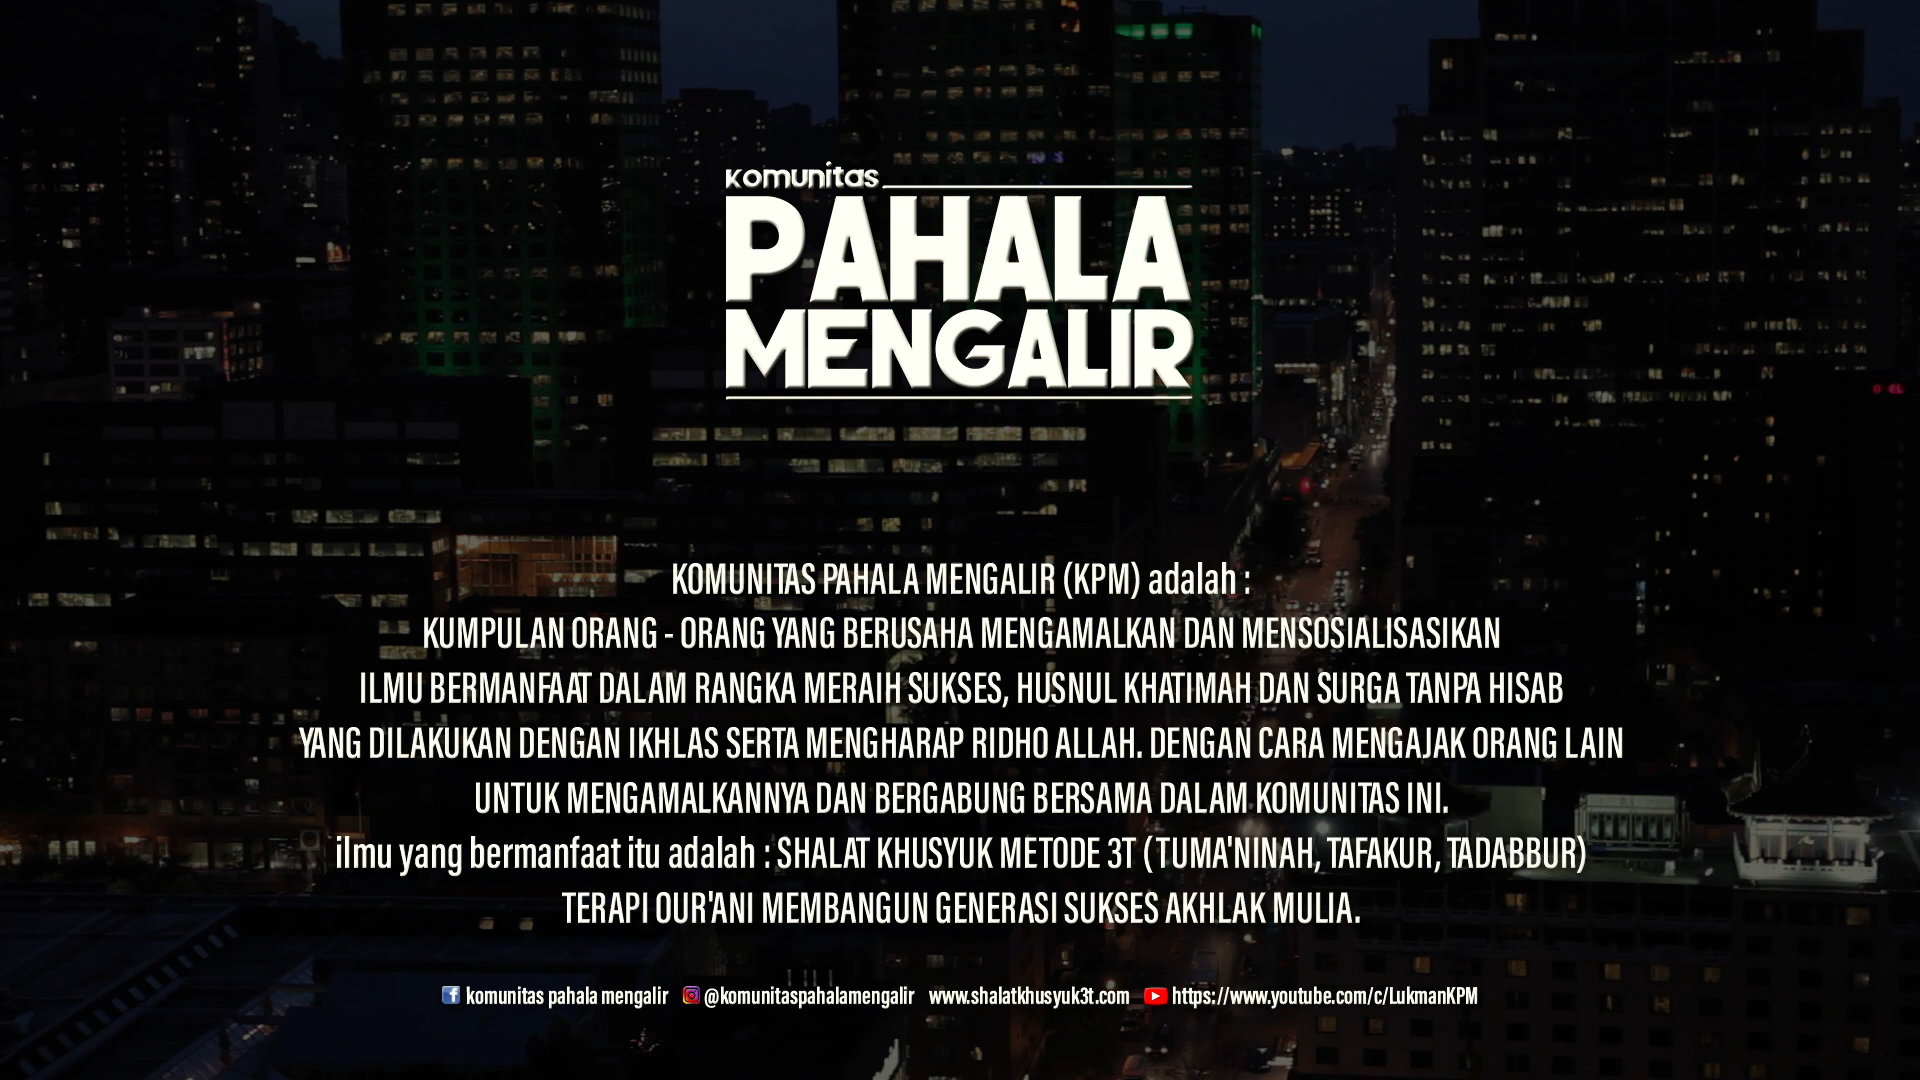 Komunitas
PAHALA
MENGALIR
KOMUNITAS PAHALA MENGALIR (KPM) adalah :
KUMPULAN ORANG - ORANG YANG BERUSAHA MENGAMALKAN DAN MENSOSIALISASIKAN
ILMU BERMANFAAT DALAM RANGKA MERAIH SUKSES, HUSNUL KHATIMAH DAN SURGA TANPA HISAB
YANG DILAKUKAN DENGAN IKHLAS SERTA MENGHARAP RIDHO ALLAH. DENGAN CARA MENGAJAK ORANG LAIN
UNTUK MENGAMALKANNYA DAN BERGABUNG BERSAMA DALAM KOMUNITAS INI.
ilmu yang bermanfaat itu adalah : SHALAT KHUSYUK METODE 3T (TUMA'NINAH, TAFAKUR, TADABBUR)
TERAPI QUR'ANI MEMBANGUN GENERASI SUKSES AKHLAK MULIA.
komunitas pahala mengalir @komunitaspahalamengalir www.shalatkhusyuk3t.com https://www.youtube.com/c/LukmanKPM